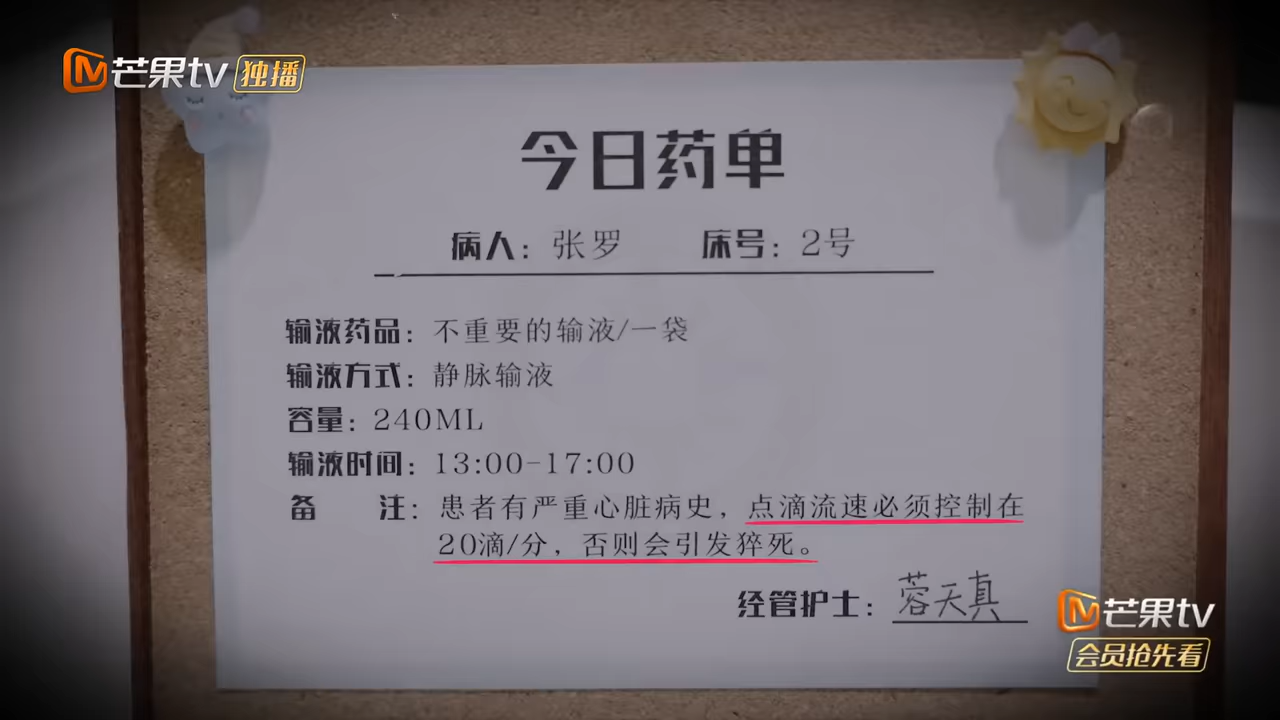 芒果tv 独播
今日药单
病人：张罗 床号：2号
输液药品：不重要的输液/一袋
输液方式：静脉输液
容量：240ML
输液时间：13:00-17:00
备 注：患者有严重心脏病史，点滴流速必须控制在
20滴/分，否则会引发猝死。
经管护士：蓉天真
芒果tv
会员抢先看